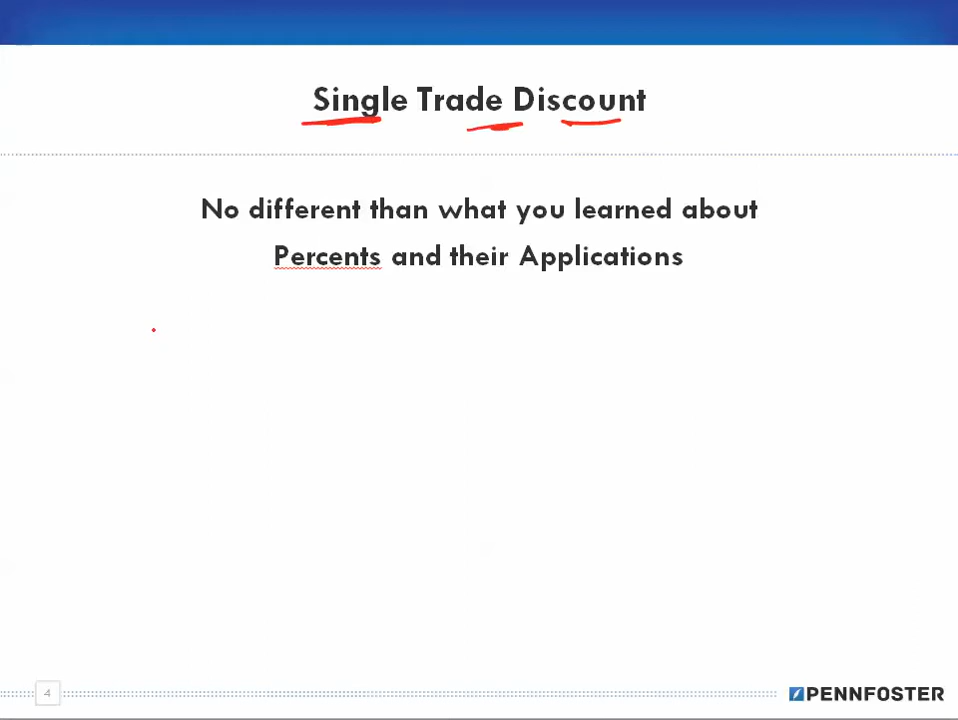 Single Trade Discount
No different than what you learned about
Percents and their Applications
4
PENNFOSTER